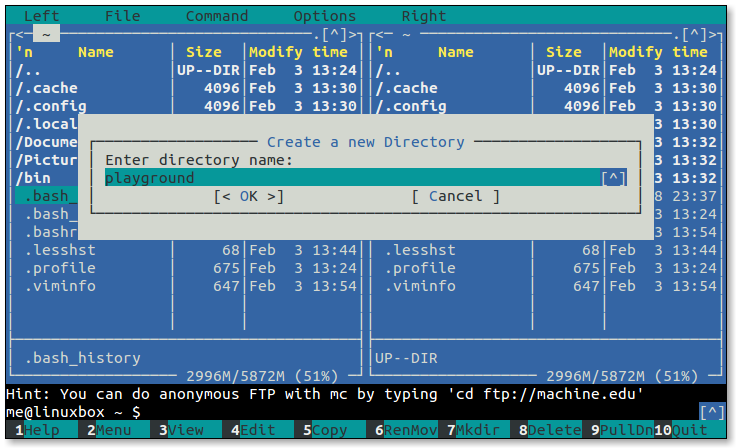 Left File Command Options Right
<─ ~ ─.[^]> <─ ~ ─.[^]>
'n Name Size Modify time 'n Name Size Modify time
/.. UP--DIR Feb 3 13:24 /.. UP--DIR Feb 3 13:24
/.cache 4096 Feb 3 13:30 /.cache 4096 Feb 3 13:30
/.config 4096 Feb 3 13:30 /.config 4096 Feb 3 13:30
/.local 3 13:30
/Docume Create a new Directory 3 13:32
/Pictur Enter directory name: 3 13:32
/bin playground [^] 3 13:32
.bash_ [< OK >] [ Cancel ] 8 23:37
.bash_ 3 13:24
.bashr 3 13:54
.lesshst 68 Feb 3 13:44 .lesshst 68 Feb 3 13:44
.profile 675 Feb 3 13:24 .profile 675 Feb 3 13:24
.viminfo 647 Feb 3 13:54 .viminfo 647 Feb 3 13:54
.bash_history UP--DIR
2996M/5872M (51%) 2996M/5872M (51%)
Hint: You can do anonymous FTP with mc by typing 'cd ftp://machine.edu'
me@linuxbox ~ $ [^]
1Help 2Menu 3View 4Edit 5Copy 6RenMov 7Mkdir 8Delete 9PullDn 10Quit